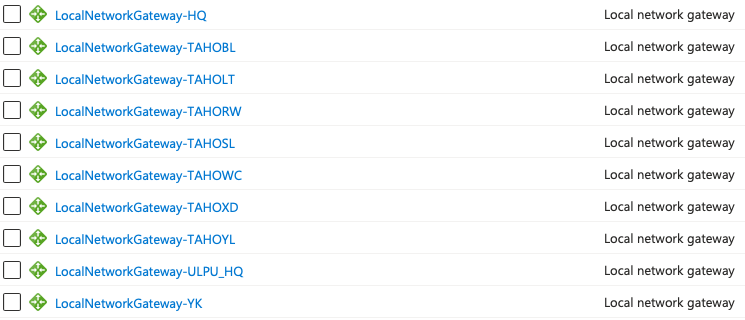 LocalNetworkGateway-HQ Local network gateway
LocalNetworkGateway-TAHOBL Local network gateway
LocalNetworkGateway-TAHOLT Local network gateway
LocalNetworkGateway-TAHORW Local network gateway
LocalNetworkGateway-TAHOSL Local network gateway
LocalNetworkGateway-TAHOWC Local network gateway
LocalNetworkGateway-TAHOXD Local network gateway
LocalNetworkGateway-TAHOYL Local network gateway
LocalNetworkGateway-ULPU_HQ Local network gateway
LocalNetworkGateway-YK Local network gateway